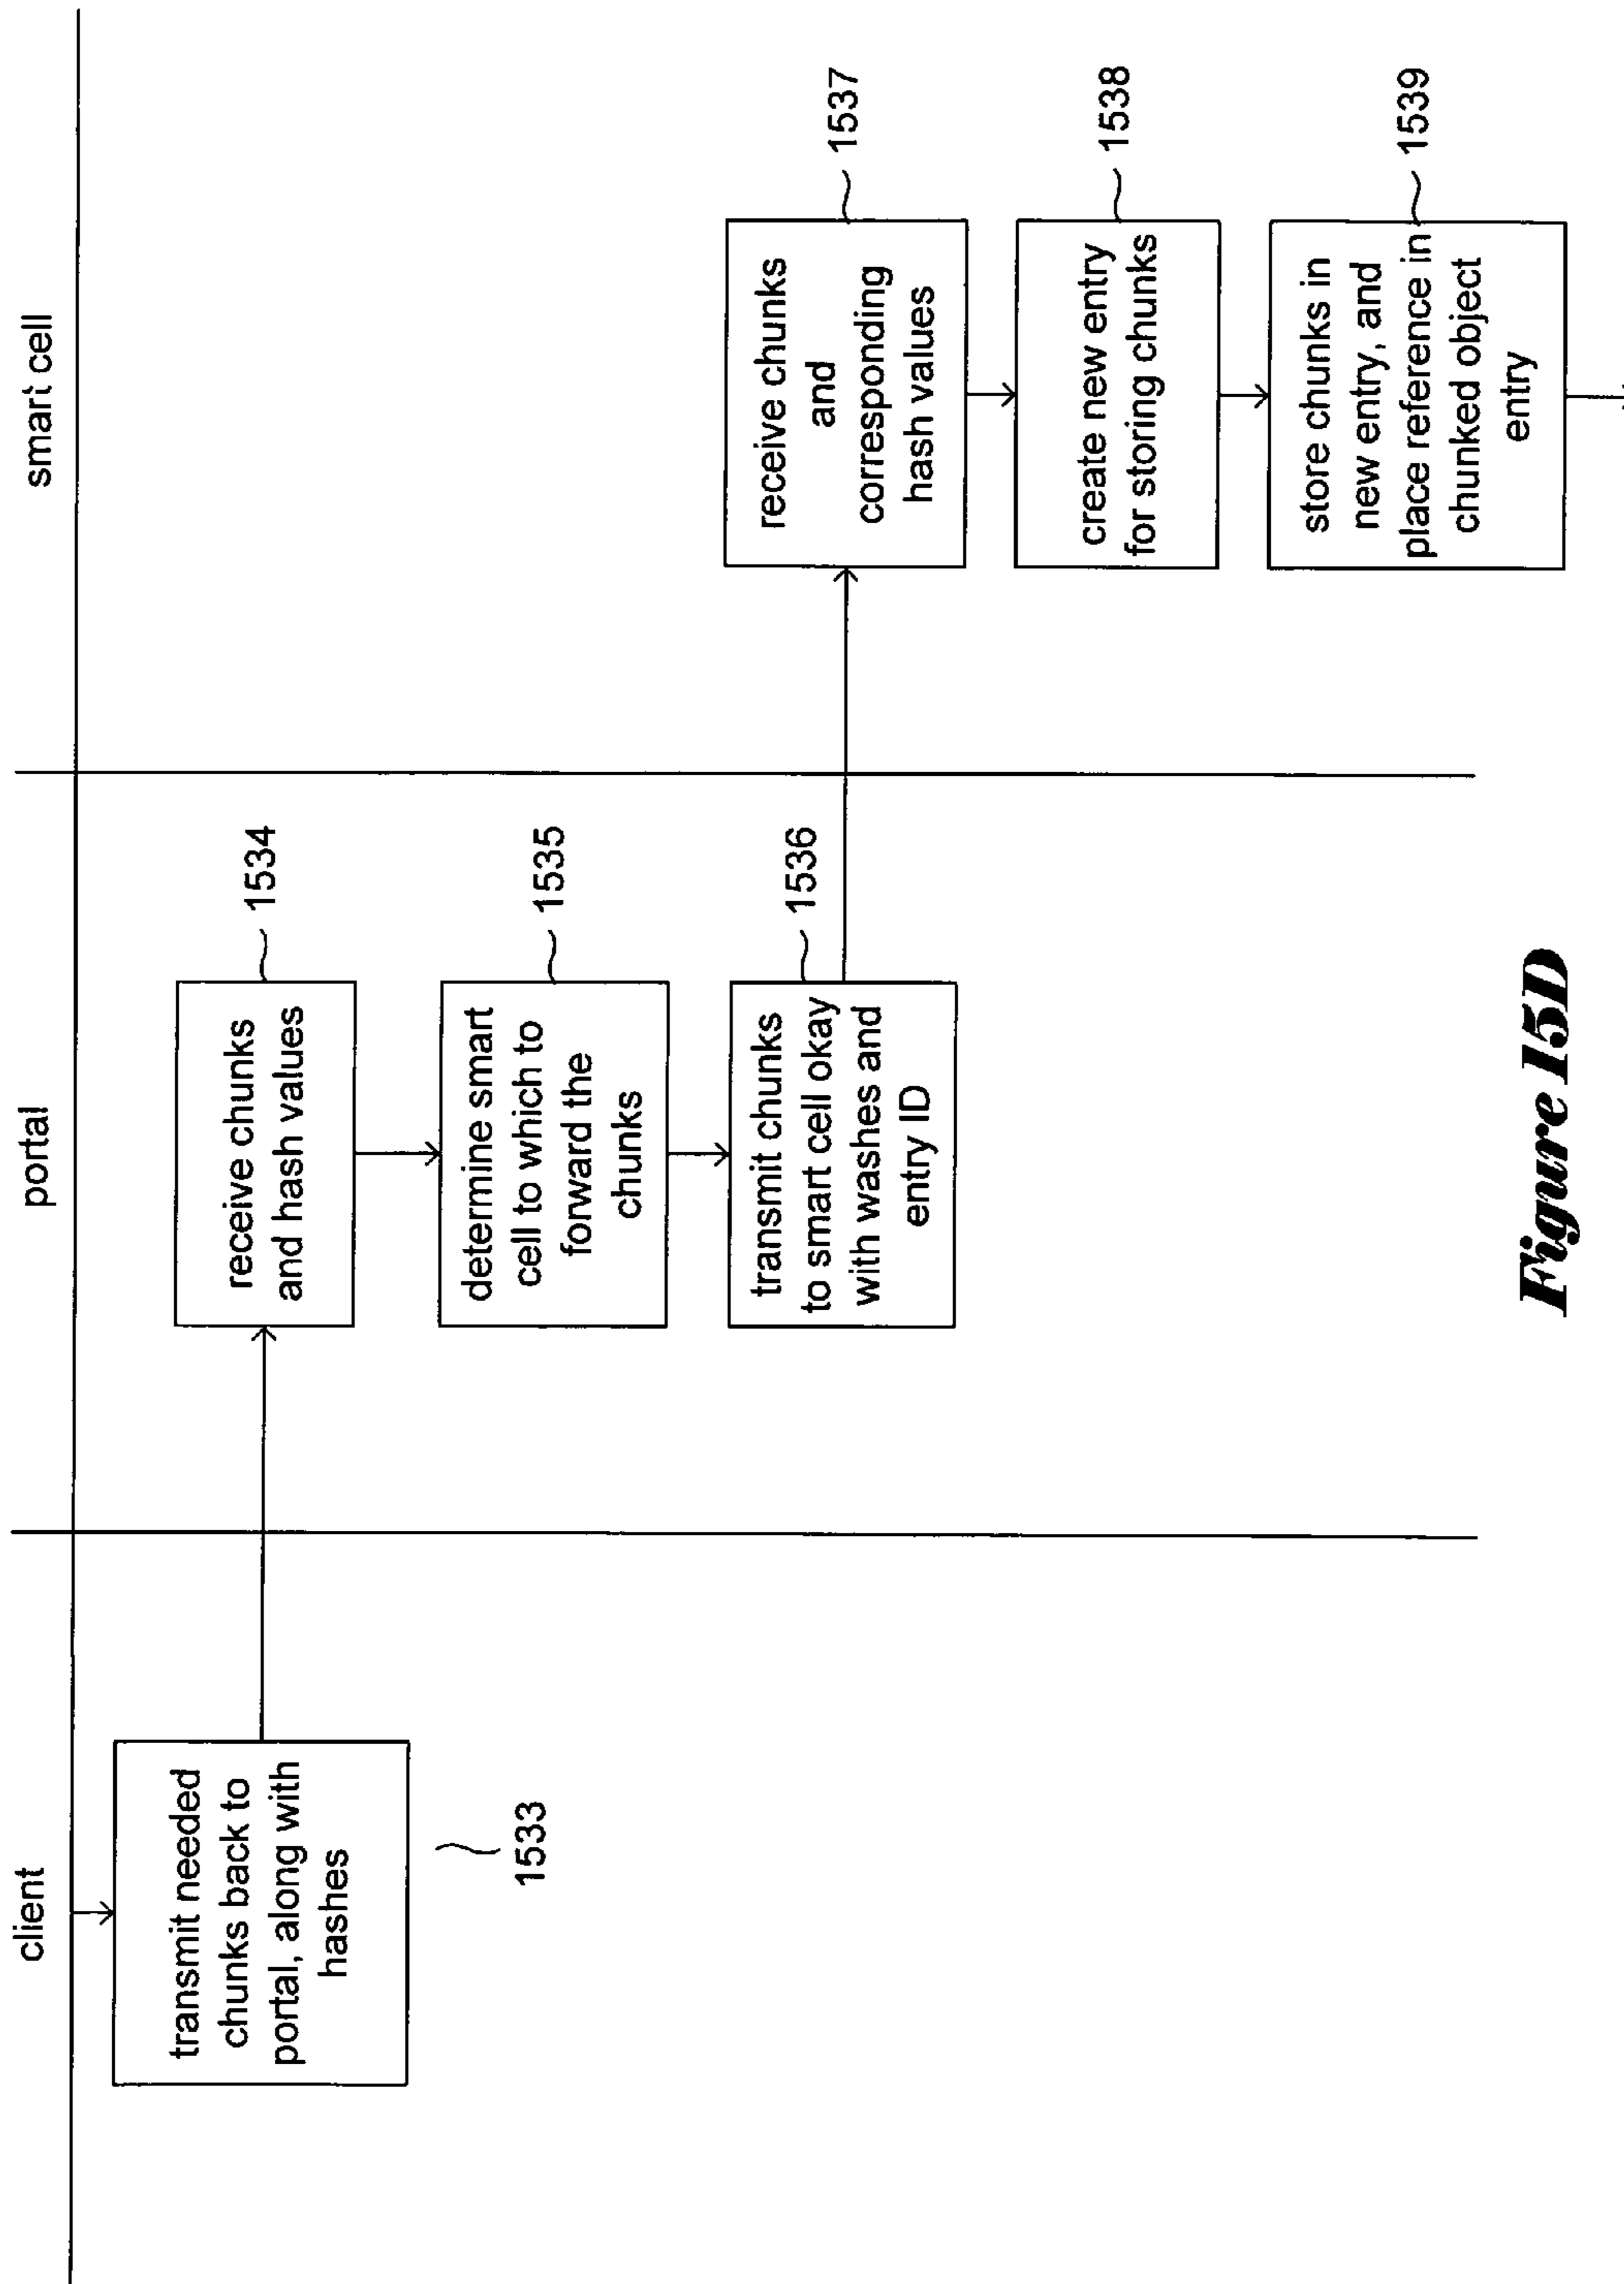 client
portal
smart cell
transmit needed
chunks back to
portal, along with
hashes
1533
receive chunks
and hash values
1534
determine smart
cell to which to
forward the
chunks
1535
transmit chunks
to smart cell okay
with washes and
entry ID
1536
receive chunks
and
corresponding
hash values
1537
create new entry
for storing chunks
1538
store chunks in
new entry, and
place reference in
chunked object
entry
1539
Figure 15D